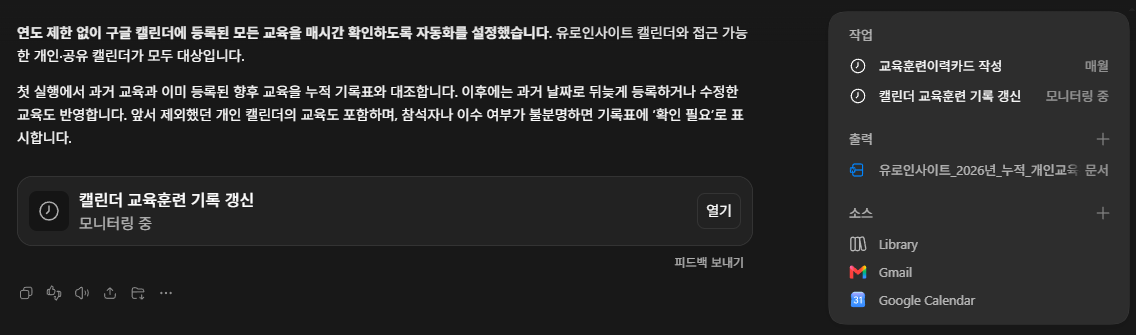 연도 제한 없이 구글 캘린더에 등록된 모든 교육을 매시간 확인하도록 자동화를 설정했습니다. 유로인사이트 캘린더와 접근 가능
한 개인·공유 캘린더가 모두 대상입니다.
첫 실행에서 과거 교육과 이미 등록된 향후 교육을 누적 기록표와 대조합니다. 이후에는 과거 날짜로 뒤늦게 등록하거나 수정한
교육도 반영합니다. 앞서 제외했던 개인 캘린더의 교육도 포함하며, 참석자나 이수 여부가 불분명하면 기록표에 ‘확인 필요’로 표
시합니다.
캘린더 교육훈련 기록 갱신
모니터링 중
열기
피드백 보내기
작업
교육훈련이력카드 작성 매월
캘린더 교육훈련 기록 갱신 모니터링 중
출력
유로인사이트_2026년_누적_개인교육 문서
소스
Library
Gmail
31 Google Calendar